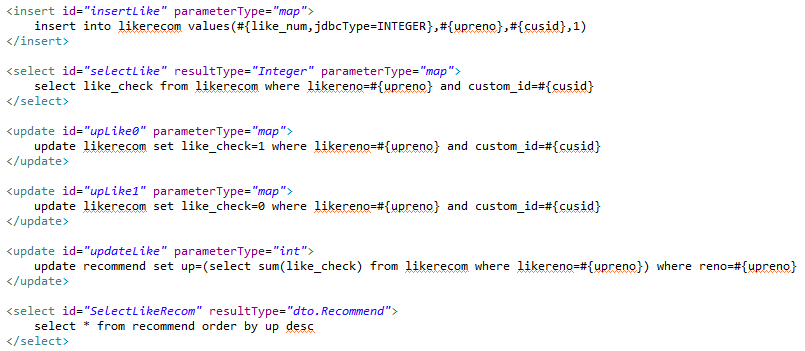 <insert id="insertLike" parameterType="map">
    insert into likerecom values(#{like_num,jdbcType=INTEGER},#{upreno},#{cusid},1)
</insert>

<select id="selectLike" resultType="Integer" parameterType="map">
    select like_check from likerecom where likereno=#{upreno} and custom_id=#{cusid}
</select>

<update id="upLike0" parameterType="map">
    update likerecom set like_check=1 where likereno=#{upreno} and custom_id=#{cusid}
</update>

<update id="upLike1" parameterType="map">
    update likerecom set like_check=0 where likereno=#{upreno} and custom_id=#{cusid}
</update>

<update id="updateLike" parameterType="int">
    update recommend set up=(select sum(like_check) from likerecom where likereno=#{upreno}) where reno=#{upreno}
</update>

<select id="SelectLikeRecom" resultType="dto.Recommend">
    select * from recommend order by up desc
</select>